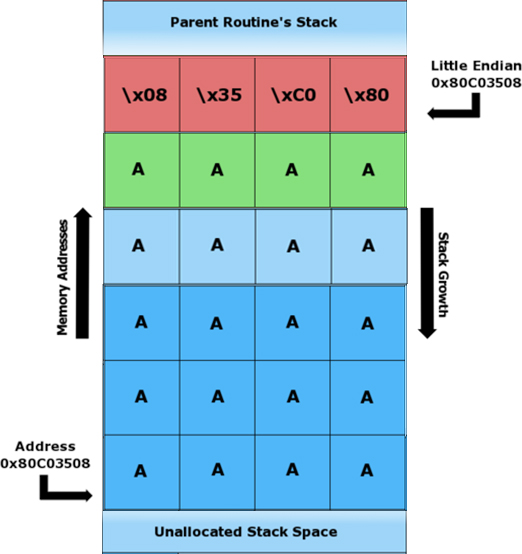 Parent Routine's Stack
Little Endian
0x80C03508
\x08 \x35 \xC0 \x80
A A A A
A A A A
Memory Addresses
Stack Growth
A A A A
A A A A
A A A A
Address
0x80C03508
Unallocated Stack Space